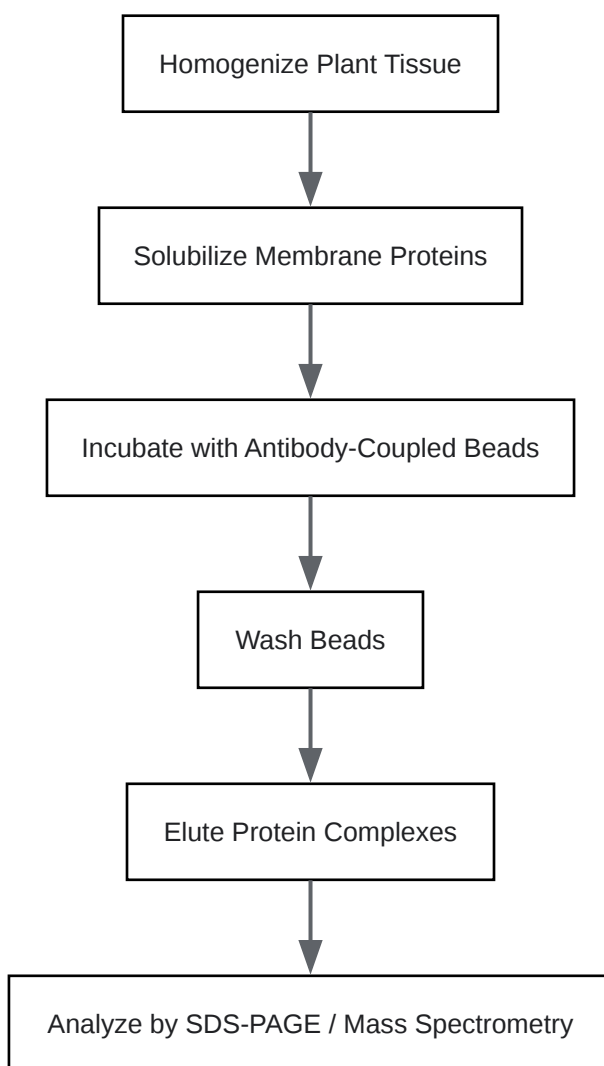 Homogenize Plant Tissue
Solubilize Membrane Proteins
Incubate with Antibody-Coupled Beads
Wash Beads
Elute Protein Complexes
Analyze by SDS-PAGE / Mass Spectrometry